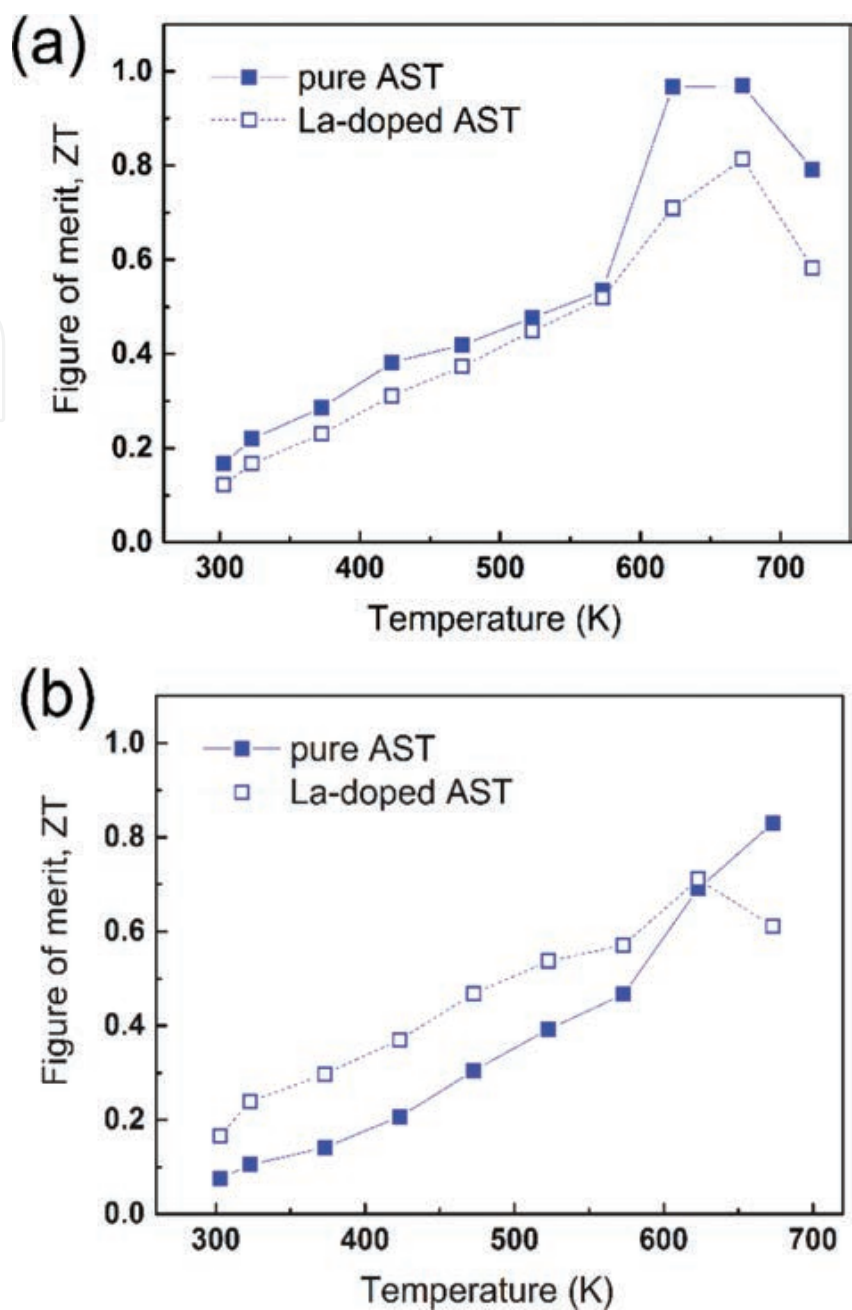 (a)
pure AST
La-doped AST
Figure of merit, ZT
1.0
0.8
0.6
0.4
0.2
0.0
300 400 500 600 700
Temperature (K)
(b)
pure AST
La-doped AST
Figure of merit, ZT
1.0
0.8
0.6
0.4
0.2
0.0
300 400 500 600 700
Temperature (K)